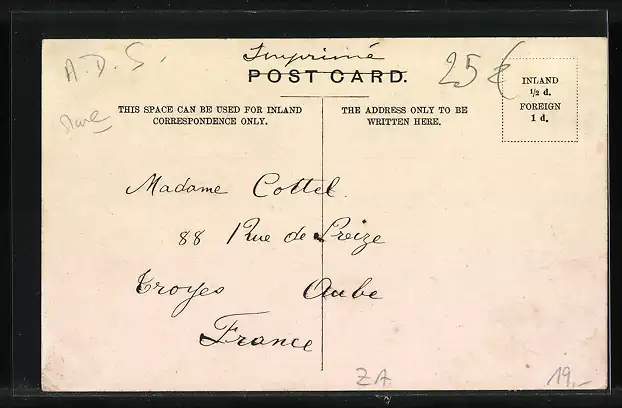 A.D.S.
Imprimé
25 €
POST CARD.
INLAND
½ d.
FOREIGN
1 d.
THIS SPACE CAN BE USED FOR INLAND
CORRESPONDENCE ONLY.
THE ADDRESS ONLY TO BE
WRITTEN HERE.
Madame Cottel.
88 Rue de Preize
Troyes Aube
France
ZA
19,-